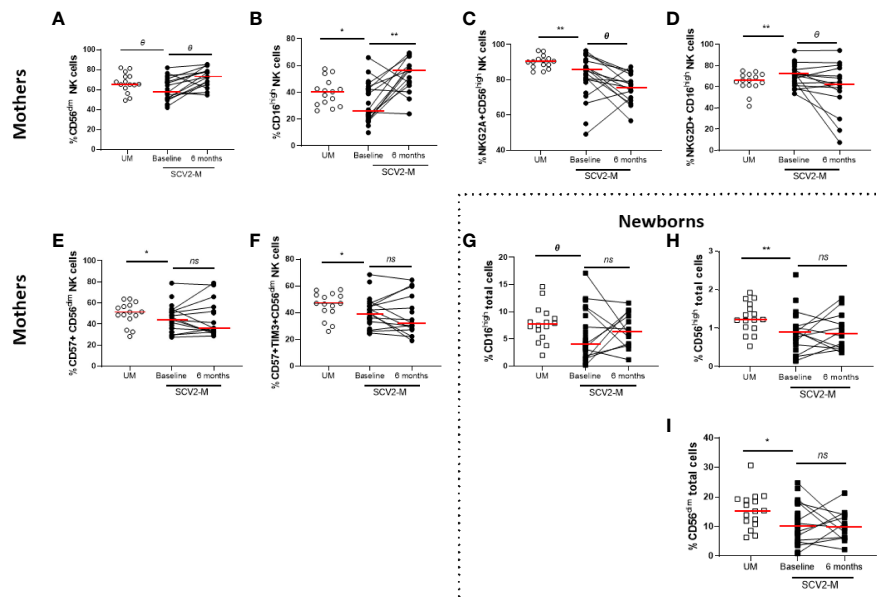 A
B
C
D
Mothers
% CD56dim NK cells
100
80
60
40
20
0
θ
θ
UM
Baseline
6 months
SCV2-M
% CD16high NK cells
100
80
60
40
20
0
*
**
UM
Baseline
6 months
SCV2-M
% NKG2A+CD56high NK cells
120
100
80
60
40
**
θ
UM
Baseline
6 months
SCV2-M
% NKG2D+ CD16high NK cells
120
100
80
60
40
20
0
**
θ
UM
Baseline
6 months
SCV2-M
Newborns
E
F
G
H
Mothers
% CD57+ CD56dim NK cells
100
80
60
40
20
0
*
ns
UM
Baseline
6 months
SCV2-M
% CD57+TIM3+CD56dim NK cells
80
60
40
20
0
*
ns
UM
Baseline
6 months
SCV2-M
% CD16high total cells
20
15
10
5
0
θ
ns
UM
Baseline
6 months
SCV2-M
% CD56high total cells
3
2
1
0
**
ns
UM
Baseline
6 months
SCV2-M
I
% CD56dim total cells
40
30
20
10
0
*
ns
UM
Baseline
6 months
SCV2-M